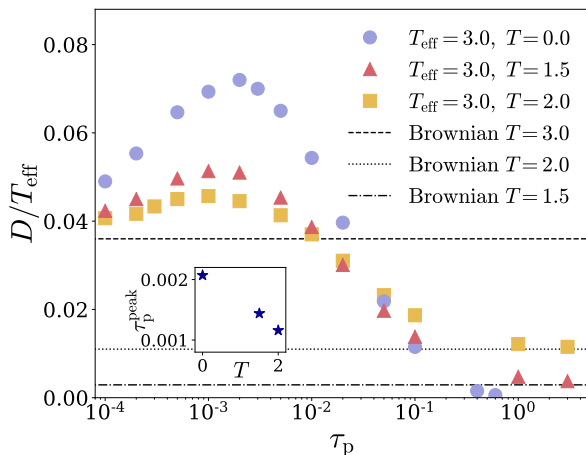 0.08
0.06
0.04
0.02
0.00
D/T_eff
T_eff = 3.0, T = 0.0
T_eff = 3.0, T = 1.5
T_eff = 3.0, T = 2.0
Brownian T = 3.0
Brownian T = 2.0
Brownian T = 1.5
0.002
0.001
τ_p^peak
0 2
T
10^-4 10^-3 10^-2 10^-1 10^0
τ_p